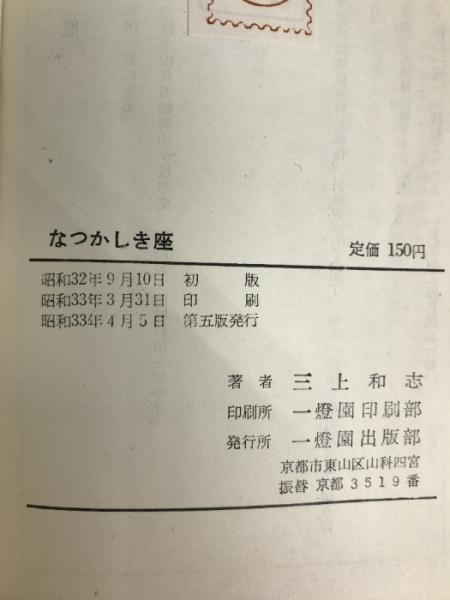 なつかしき座
定価 150円
昭和32年9月10日 初版
昭和33年3月31日 印刷
昭和33年4月5日 第五版発行
著者 三上和志
印刷所 一燈園印刷部
発行所 一燈園出版部
京都市東山区山科四宮
振替 京都3519番